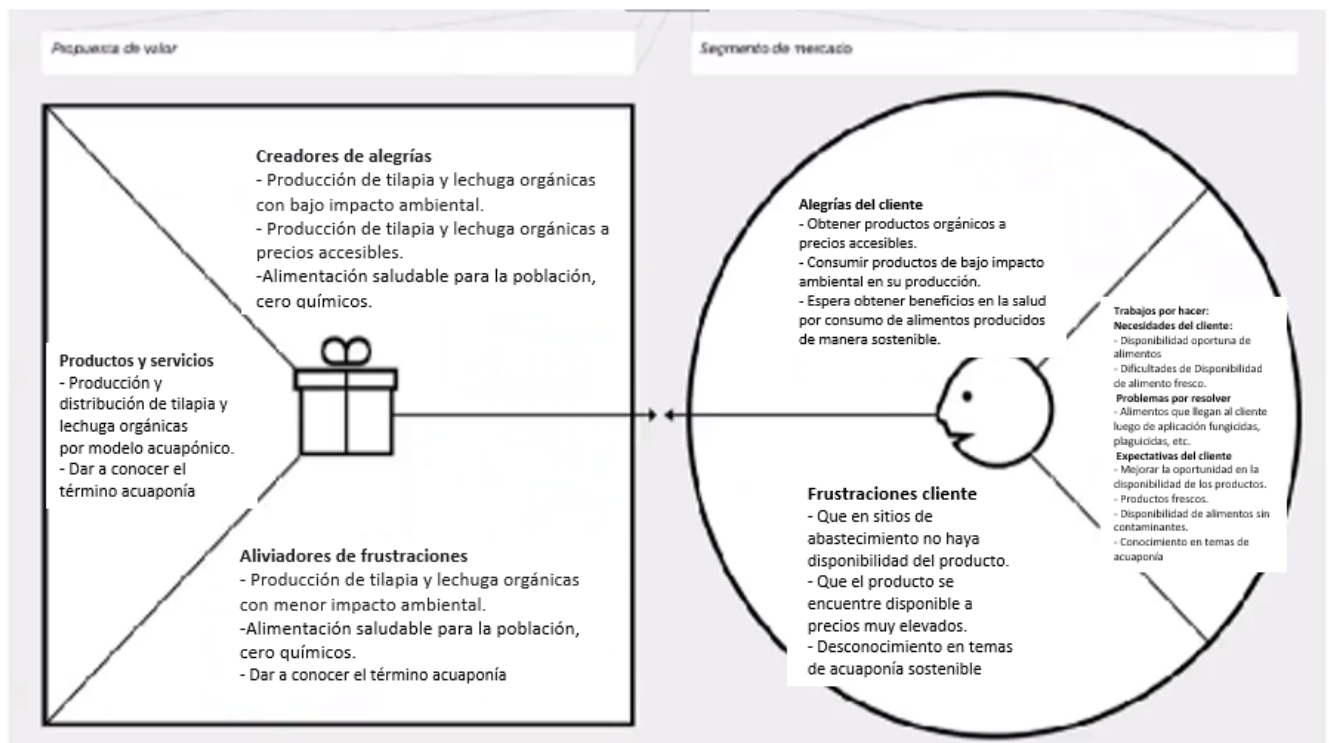 Propuesta de valor
Segmento de mercado
Creadores de alegrías
- Producción de tilapia y lechuga orgánicas
con bajo impacto ambiental.
- Producción de tilapia y lechuga orgánicas a
precios accesibles.
-Alimentación saludable para la población,
cero químicos.
Productos y servicios
- Producción y
distribución de tilapia y
lechuga orgánicas
por modelo acuapónico.
- Dar a conocer el
término acuaponía
Aliviadores de frustraciones
- Producción de tilapia y lechuga orgánicas
con menor impacto ambiental.
-Alimentación saludable para la población,
cero químicos.
- Dar a conocer el término acuaponía
Alegrías del cliente
- Obtener productos orgánicos a
precios accesibles.
- Consumir productos de bajo impacto
ambiental en su producción.
- Espera obtener beneficios en la salud
por consumo de alimentos producidos
de manera sostenible.
Trabajos por hacer:
Necesidades del cliente:
- Disponibilidad oportuna de
alimentos
- Dificultades de Disponibilidad
de alimento fresco.
Problemas por resolver
- Alimentos que llegan al cliente
luego de aplicación fungicidas,
plaguicidas, etc.
Expectativas del cliente
- Mejorar la oportunidad en la
disponibilidad de los productos.
- Productos frescos.
- Disponibilidad de alimentos sin
contaminantes.
- Conocimiento en temas de
acuaponía
Frustraciones cliente
- Que en sitios de
abastecimiento no haya
disponibilidad del producto.
- Que el producto se
encuentre disponible a
precios muy elevados.
- Desconocimiento en temas
de acuaponía sostenible